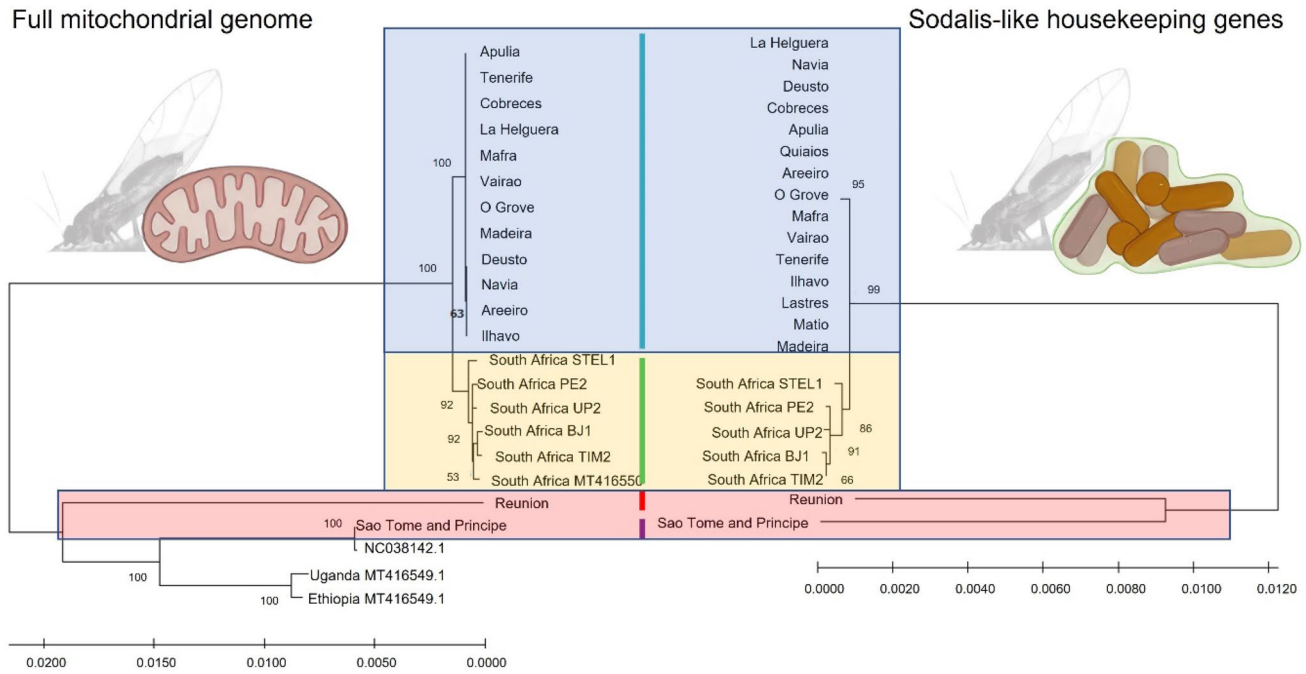 Full mitochondrial genome
Sodalis-like housekeeping genes
Apulia
Tenerife
Cobreces
La Helguera
Mafra
Vairao
O Grove
Madeira
Deusto
Navia
Areeiro
Ilhavo
100
100
63
South Africa STEL1
South Africa PE2
South Africa UP2
South Africa BJ1
South Africa TIM2
South Africa MT416550
92
92
53
Reunion
Sao Tome and Principe
100
NC038142.1
Uganda MT416549.1
Ethiopia MT416549.1
100
100
0.0200 0.0150 0.0100 0.0050 0.0000
La Helguera
Navia
Deusto
Cobreces
Apulia
Quiaios
Areeiro
O Grove
Mafra
Vairao
Tenerife
Ilhavo
Lastres
Matio
Madeira
95
99
South Africa STEL1
South Africa PE2
South Africa UP2
South Africa BJ1
South Africa TIM2
86
91
66
Reunion
Sao Tome and Principe
0.0000 0.0020 0.0040 0.0060 0.0080 0.0100 0.0120